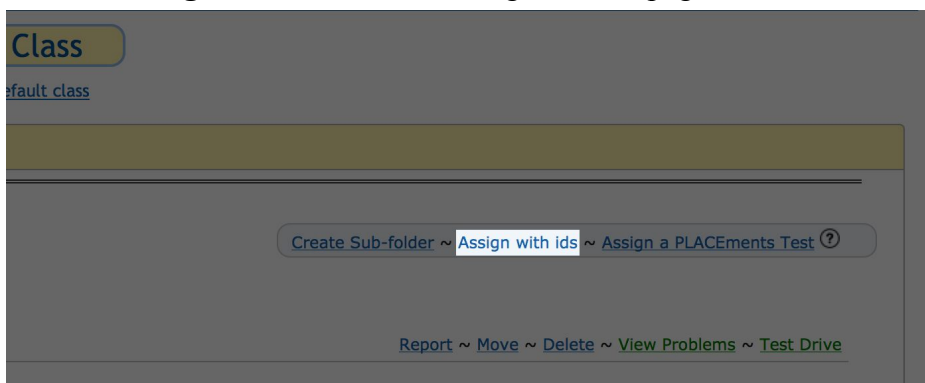 Class
efault class
Create Sub-folder ~ Assign with ids ~ Assign a PLACEments Test ?
Report ~ Move ~ Delete ~ View Problems ~ Test Drive